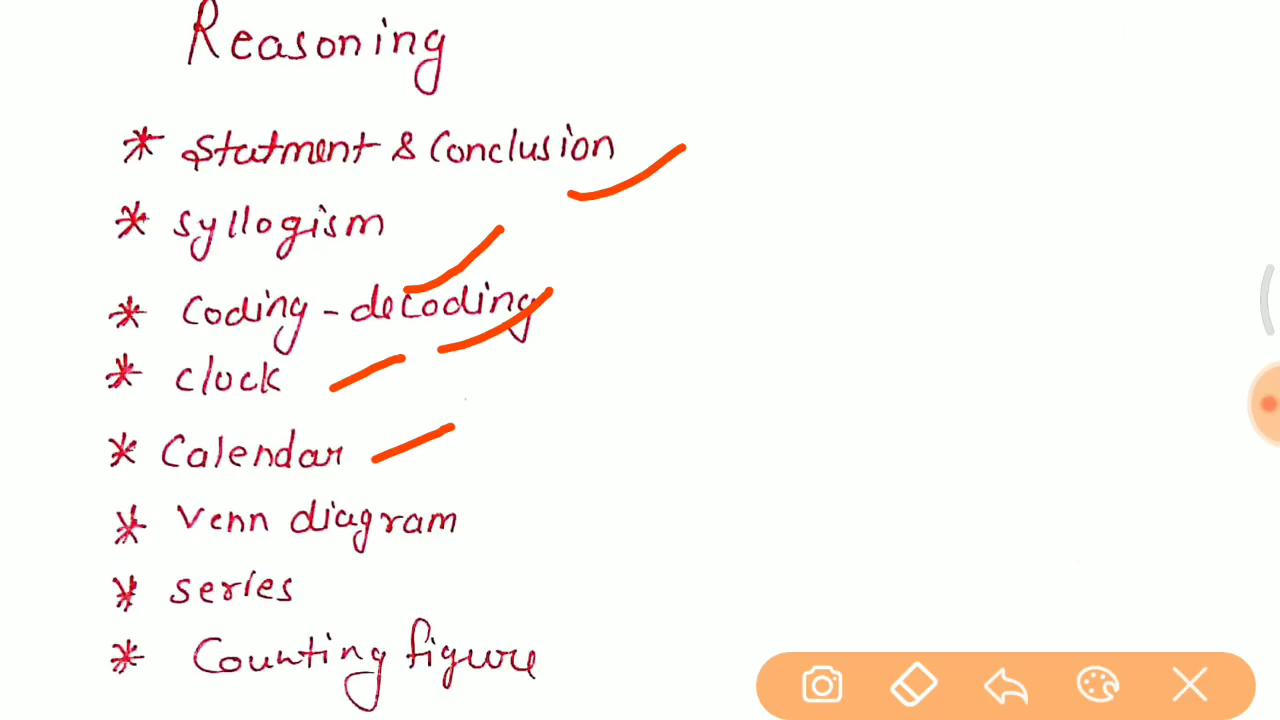 Reasoning
* Statment & Conclusion
* Syllogism
* Coding - decoding
* Clock
* Calendar
* Venn diagram
* series
* Counting figure